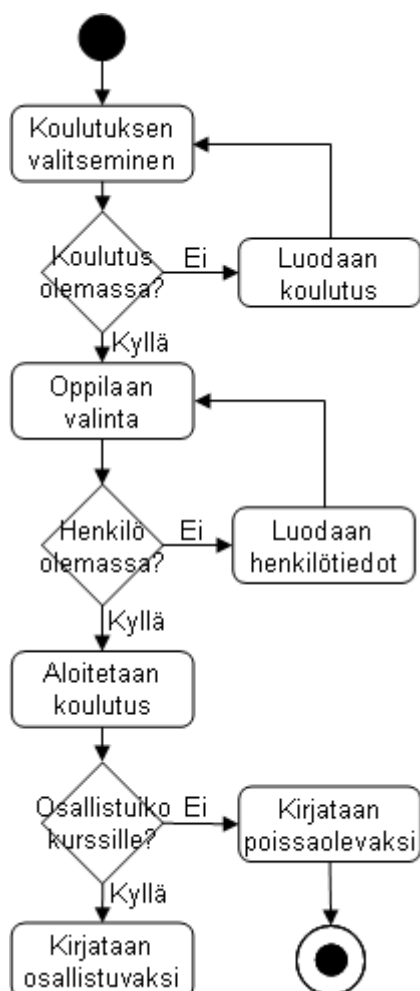 Koulutuksen
valitseminen
Koulutus
olemassa?
Ei
Luodaan
koulutus
Kyllä
Oppilaan
valinta
Henkilö
olemassa?
Ei
Luodaan
henkilötiedot
Kyllä
Aloitetaan
koulutus
Osallistuiko
kurssille?
Ei
Kirjataan
poissaolevaksi
Kyllä
Kirjataan
osallistuvaksi